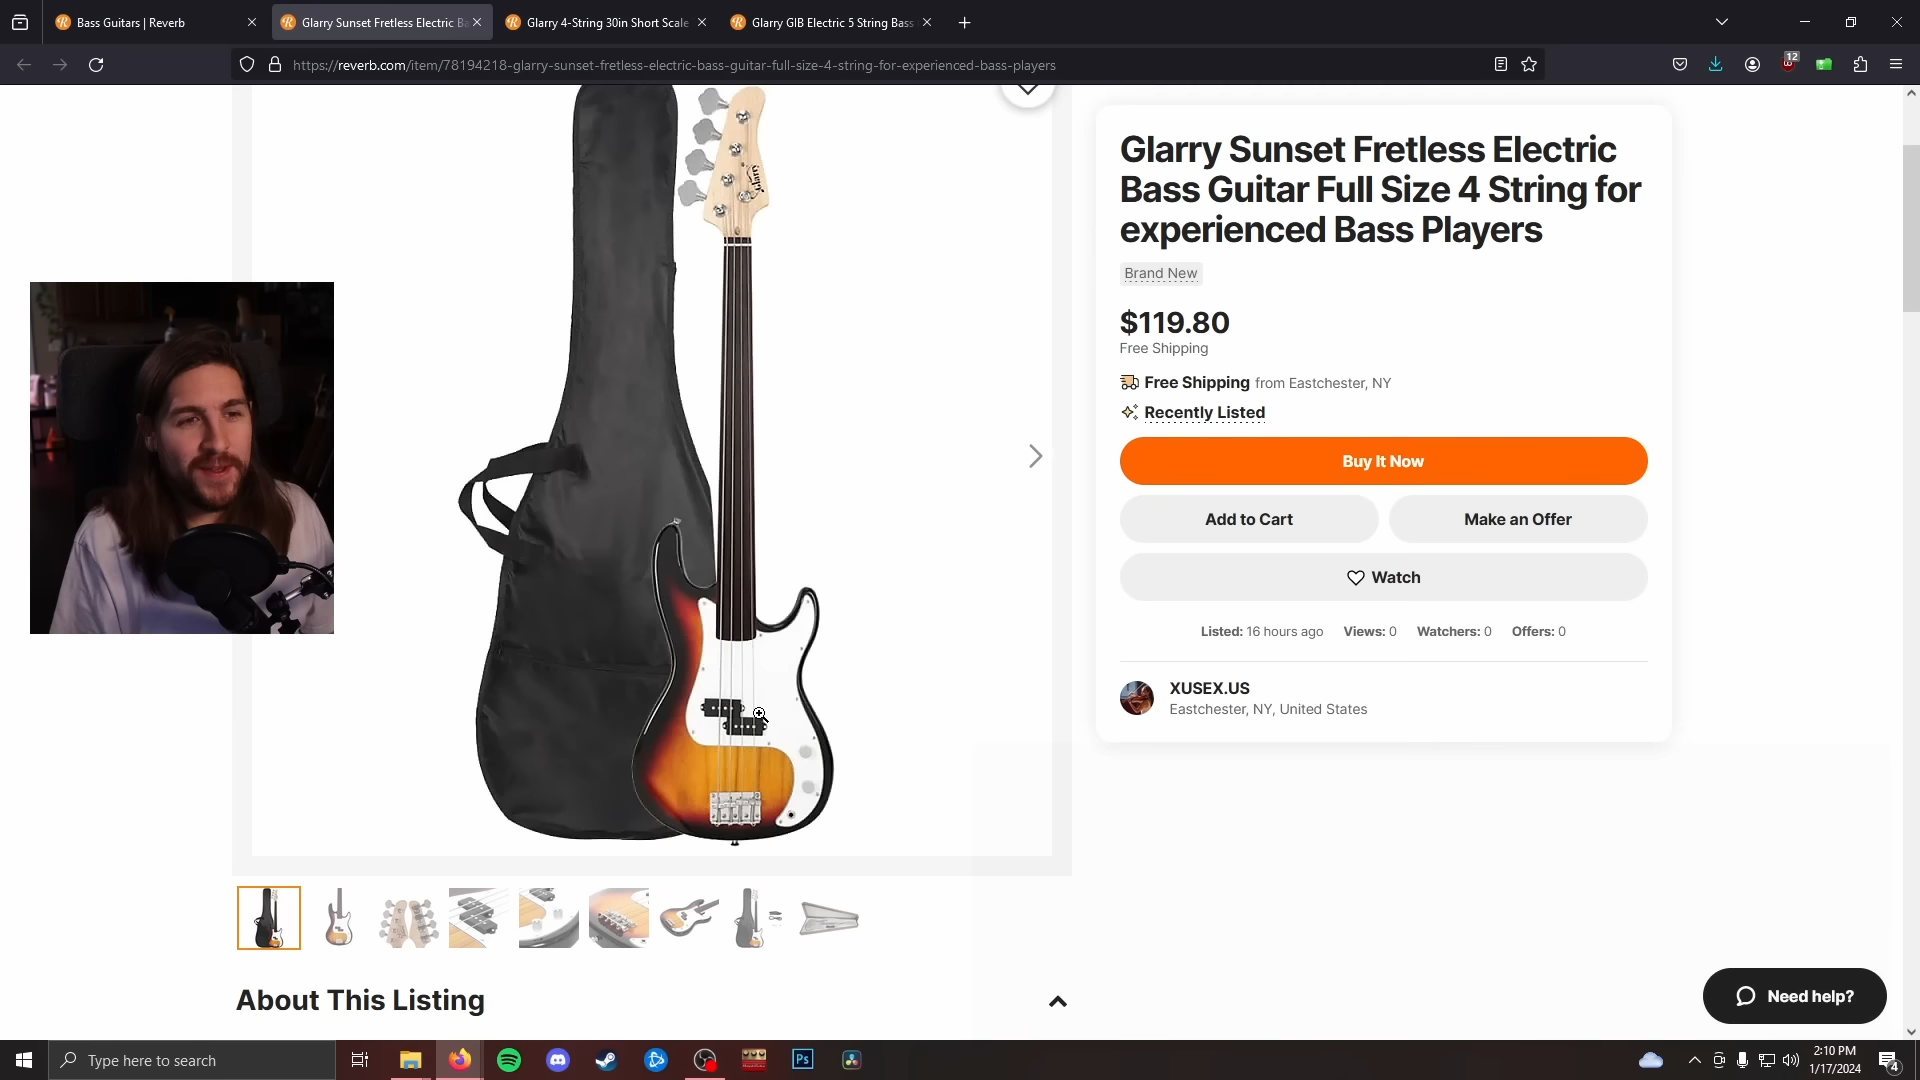 Bass Guitars | Reverb
Glarry Sunset Fretless Electric Ba
Glarry 4-String 30in Short Scale
Glarry GIB Electric 5 String Bass
https://reverb.com/item/78194218-glarry-sunset-fretless-electric-bass-guitar-full-size-4-string-for-experienced-bass-players
12
Glarry
Glarry Sunset Fretless Electric
Bass Guitar Full Size 4 String for
experienced Bass Players
Brand New
$119.80
Free Shipping
Free Shipping from Eastchester, NY
Recently Listed
Buy It Now
Add to Cart
Make an Offer
Watch
Listed: 16 hours ago Views: 0 Watchers: 0 Offers: 0
XUSEX.US
Eastchester, NY, United States
About This Listing
Need help?
Type here to search
Ps
2:10 PM
1/17/2024
4